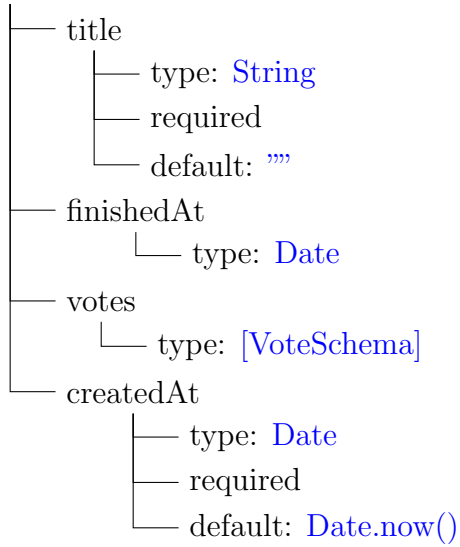 title
type: String
required
default: ””
finishedAt
type: Date
votes
type: [VoteSchema]
createdAt
type: Date
required
default: Date.now()